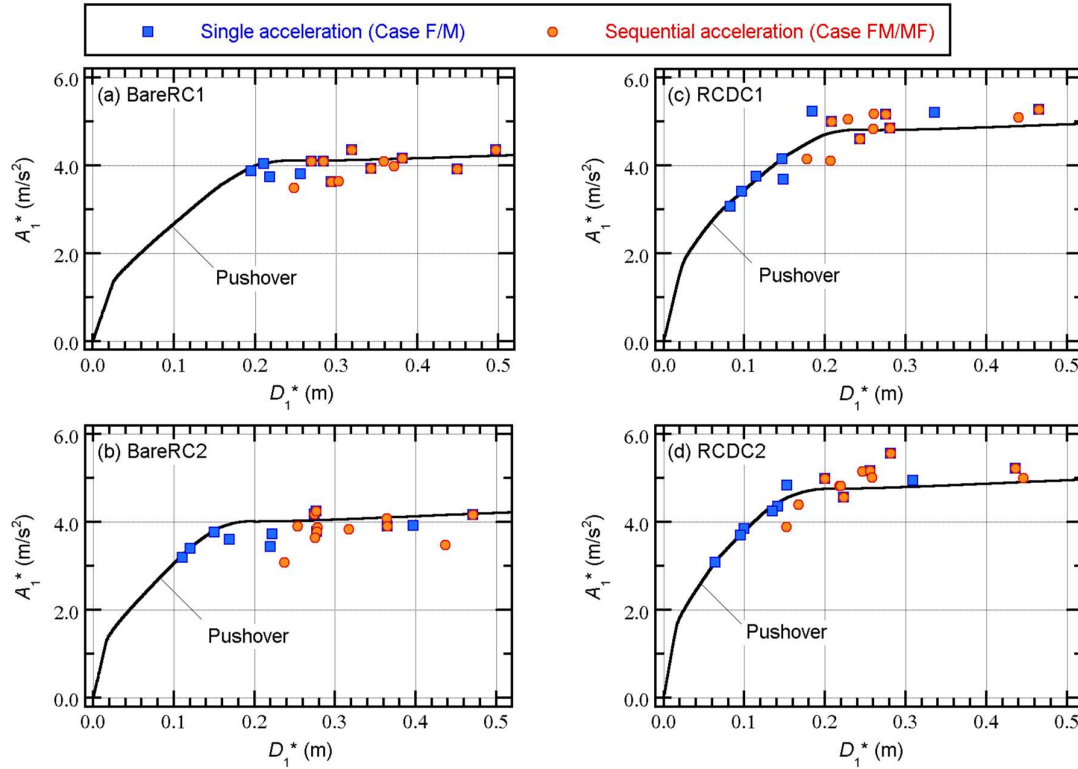 Single acceleration (Case F/M) Sequential acceleration (Case FM/MF)
(a) BareRC1
6.0
4.0
2.0
0.0
A₁* (m/s²)
Pushover
0.0 0.1 0.2 0.3 0.4 0.5
D₁* (m)
(c) RCDC1
6.0
4.0
2.0
0.0
A₁* (m/s²)
Pushover
0.0 0.1 0.2 0.3 0.4 0.5
D₁* (m)
(b) BareRC2
6.0
4.0
2.0
0.0
A₁* (m/s²)
Pushover
0.0 0.1 0.2 0.3 0.4 0.5
D₁* (m)
(d) RCDC2
6.0
4.0
2.0
0.0
A₁* (m/s²)
Pushover
0.0 0.1 0.2 0.3 0.4 0.5
D₁* (m)